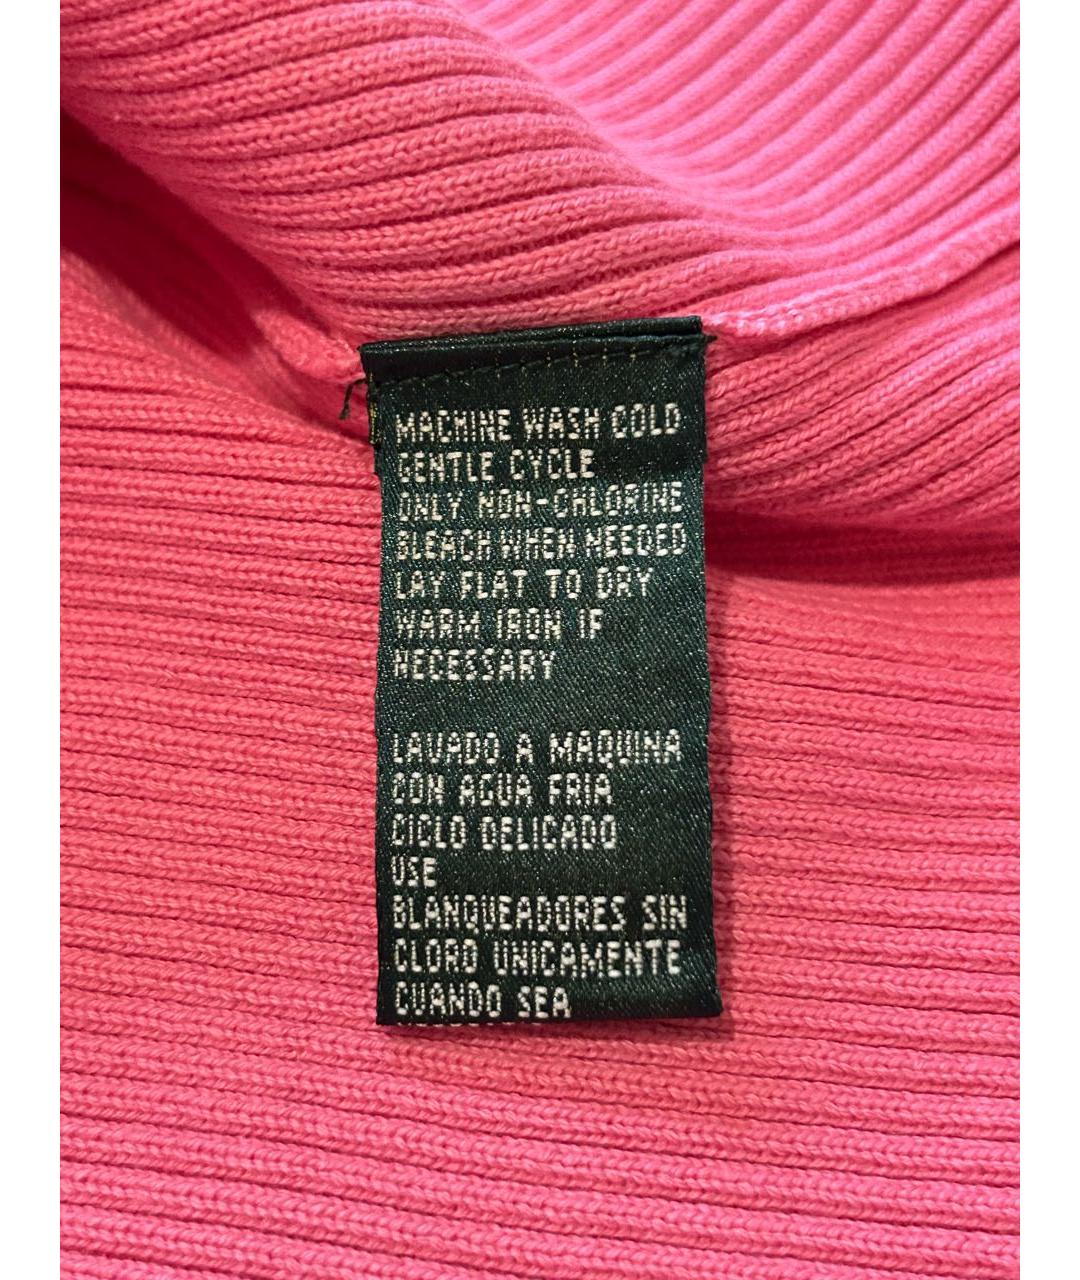 MACHINE WASH COLD
GENTLE CYCLE
ONLY NON-CHLORINE
BLEACH WHEN NEEDED
LAY FLAT TO DRY
WARM IRON IF
NECESSARY
LAVADO A MAQUINA
CON AGUA FRIA
CICLO DELICADO
USE
BLANQUEADORES SIN
CLORO UNICAMENTE
CUANDO SEA